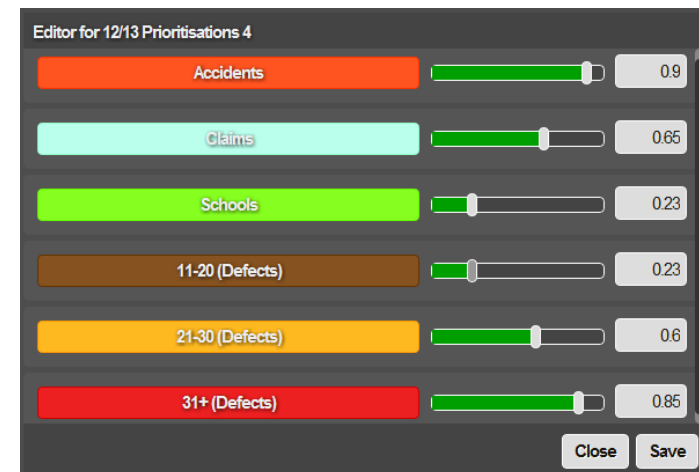 Editor for 12/13 Prioritisations 4
Accidents 0.9
Claims 0.65
Schools 0.23
11-20 (Defects) 0.23
21-30 (Defects) 0.6
31+ (Defects) 0.85
Close Save